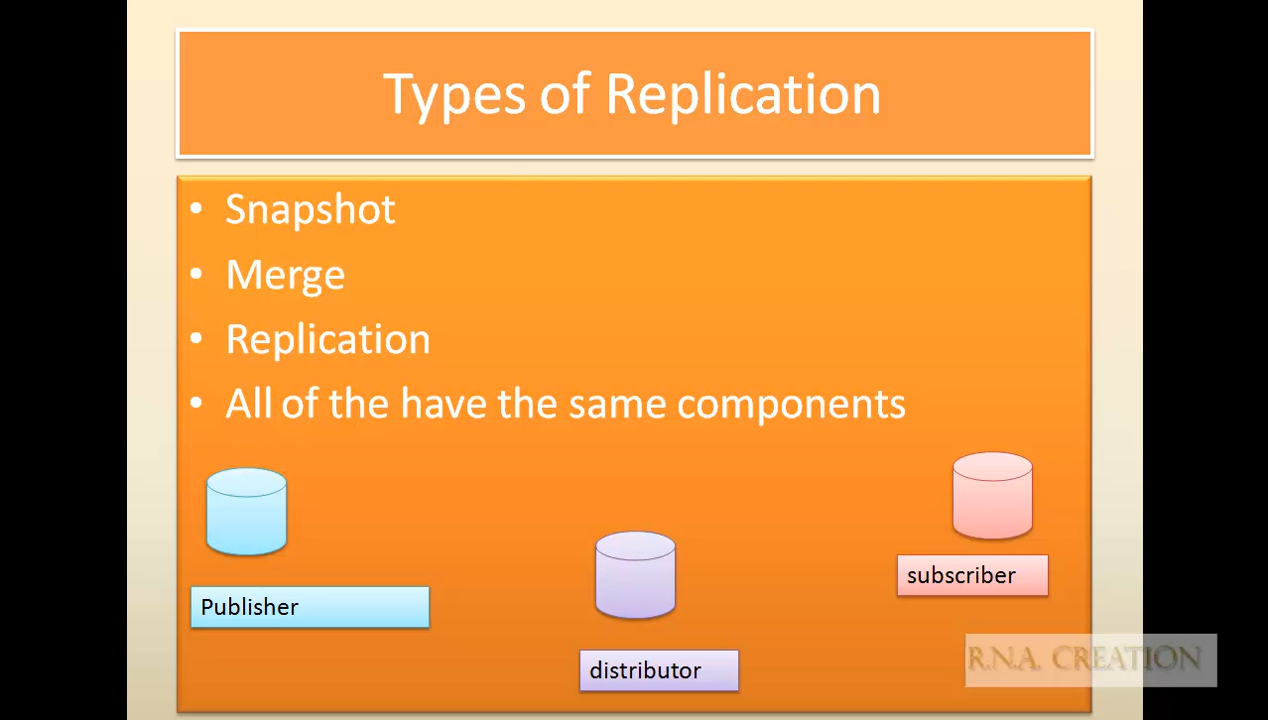 Types of Replication
• Snapshot
• Merge
• Replication
• All of the have the same components
Publisher
distributor
subscriber
R.N.A. CREATION